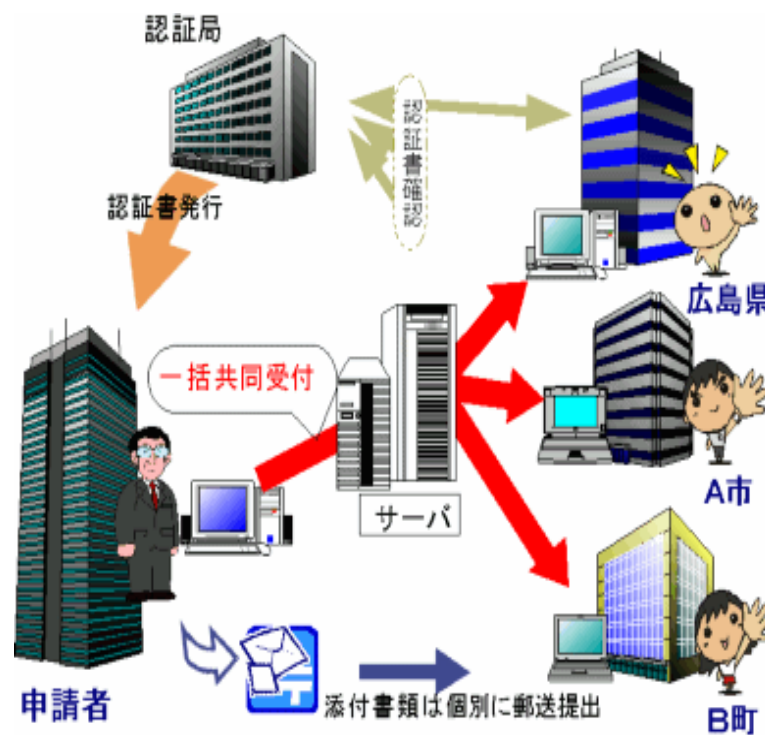 認証局
認証書確認
認証書発行
広島県
一括共同受付
A市
サーバ
申請者
添付書類は個別に郵送提出
B町